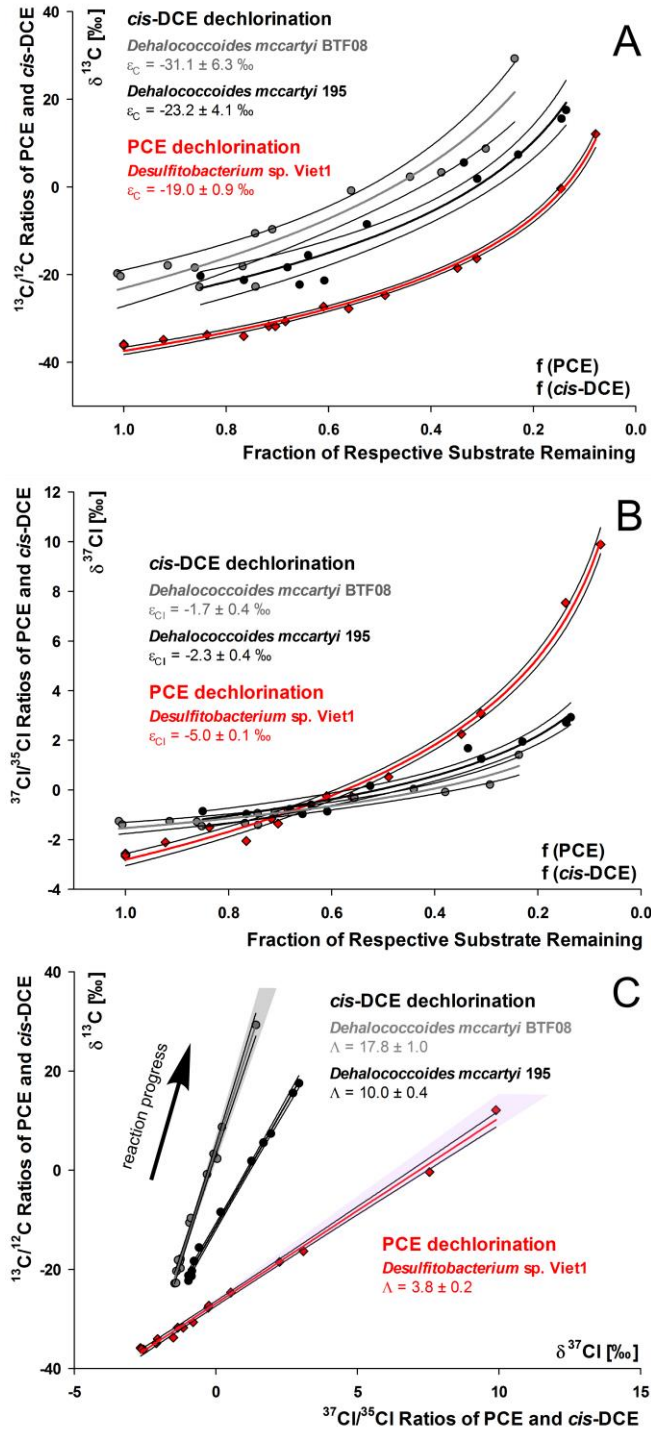 A
δ 13C [‰]
13C/12C Ratios of PCE and cis-DCE
cis-DCE dechlorination
Dehalococcoides mccartyi BTF08
εC = -31.1 ± 6.3 ‰
Dehalococcoides mccartyi 195
εC = -23.2 ± 4.1 ‰
PCE dechlorination
Desulfitobacterium sp. Viet1
εC = -19.0 ± 0.9 ‰
40
20
0
-20
-40
f (PCE)
f (cis-DCE)
1.0 0.8 0.6 0.4 0.2 0.0
Fraction of Respective Substrate Remaining
B
δ 37Cl [‰]
37Cl/35Cl Ratios of PCE and cis-DCE
cis-DCE dechlorination
Dehalococcoides mccartyi BTF08
εCl = -1.7 ± 0.4 ‰
Dehalococcoides mccartyi 195
εCl = -2.3 ± 0.4 ‰
PCE dechlorination
Desulfitobacterium sp. Viet1
εCl = -5.0 ± 0.1 ‰
12
10
8
6
4
2
0
-2
-4
f (PCE)
f (cis-DCE)
1.0 0.8 0.6 0.4 0.2 0.0
Fraction of Respective Substrate Remaining
C
δ 13C [‰]
13C/12C Ratios of PCE and cis-DCE
cis-DCE dechlorination
Dehalococcoides mccartyi BTF08
Λ = 17.8 ± 1.0
Dehalococcoides mccartyi 195
Λ = 10.0 ± 0.4
reaction progress
PCE dechlorination
Desulfitobacterium sp. Viet1
Λ = 3.8 ± 0.2
40
20
0
-20
-40
δ 37Cl [‰]
-5 0 5 10 15
37Cl/35Cl Ratios of PCE and cis-DCE